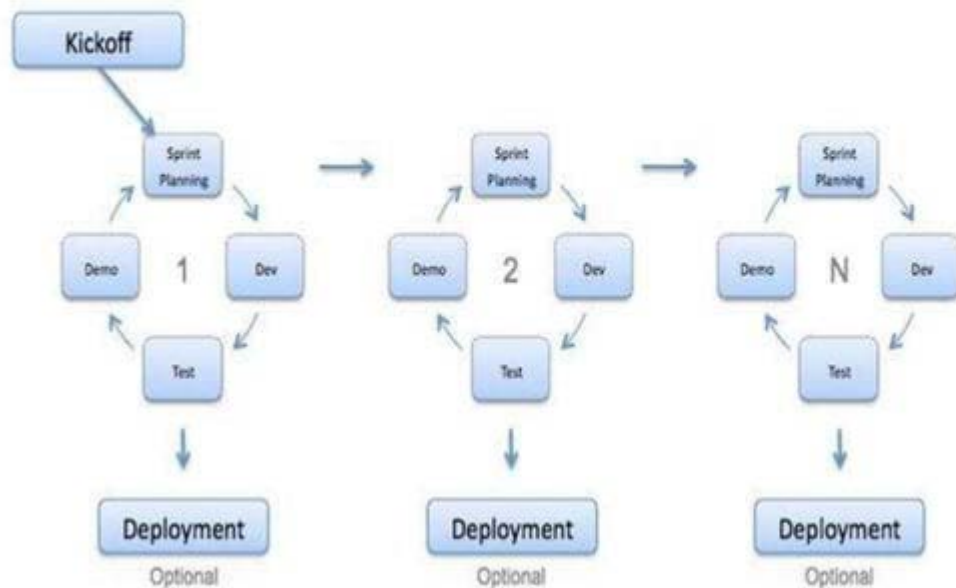 Kickoff
Sprint
Planning
Demo
1
Dev
Test
Deployment
Optional
Sprint
Planning
Demo
2
Dev
Test
Deployment
Optional
Sprint
Planning
Demo
N
Dev
Test
Deployment
Optional